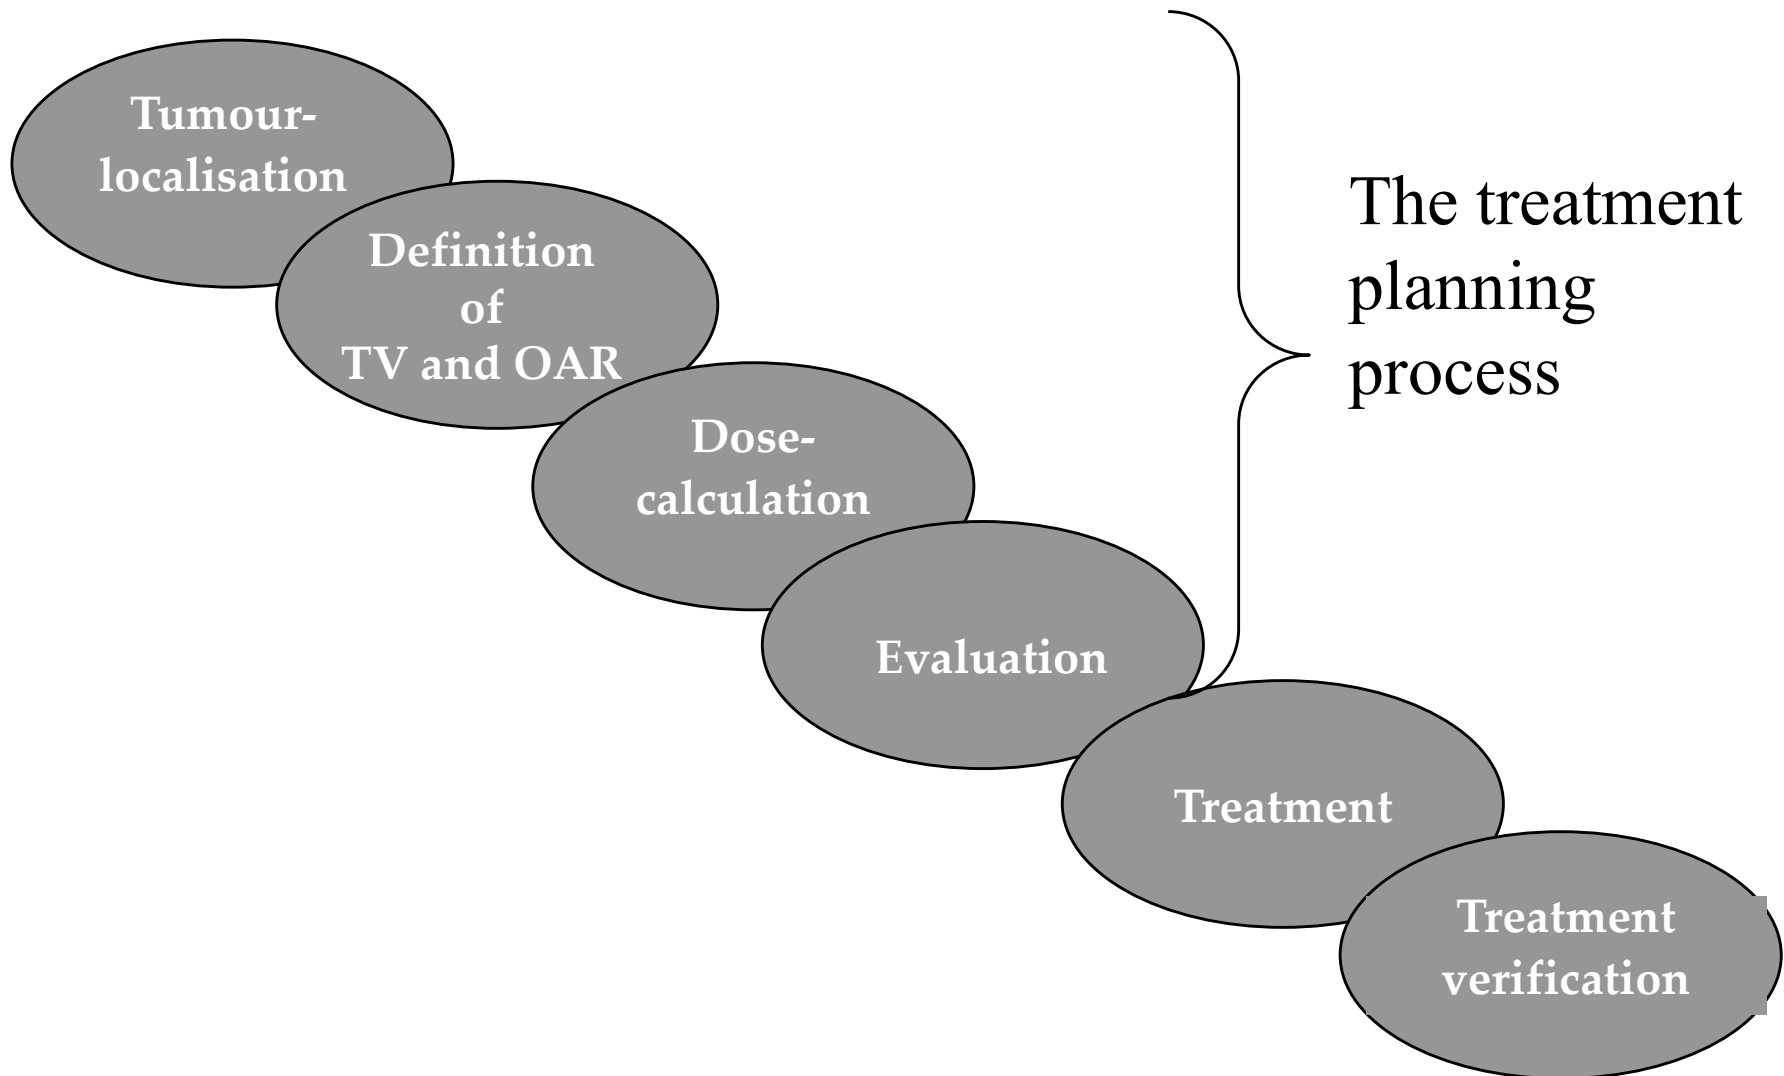 Tumour-
localisation
Definition
of
TV and OAR
Dose-
calculation
Evaluation
Treatment
Treatment
verification
The treatment
planning
process